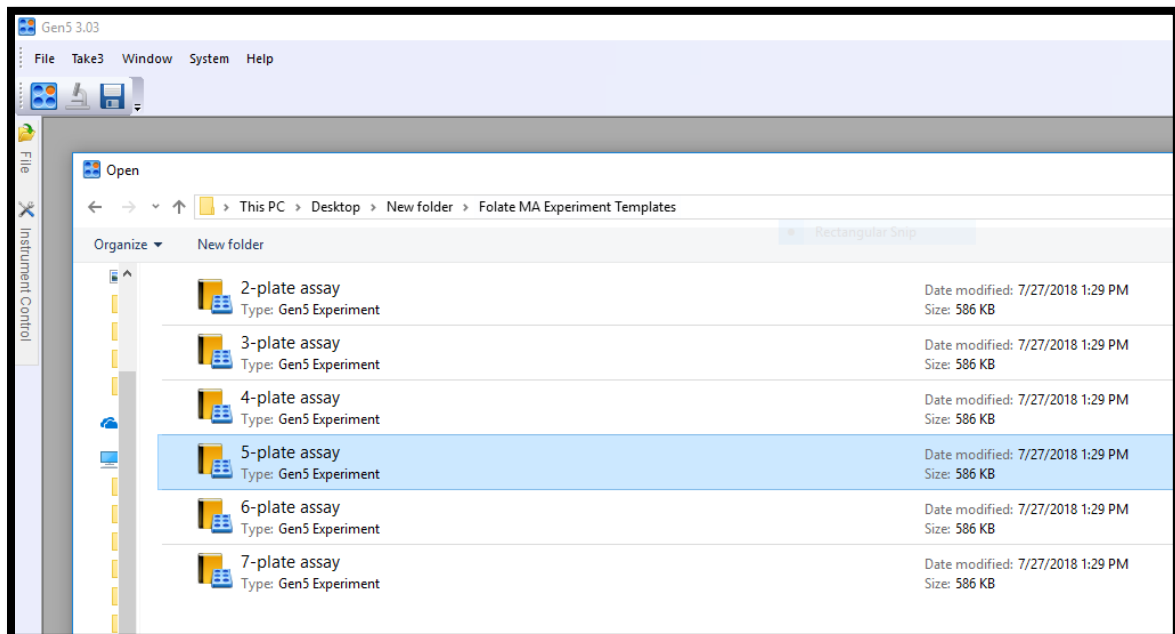 Gen5 3.03
File Take3 Window System Help
File
Instrument Control
Open
This PC > Desktop > New folder > Folate MA Experiment Templates
Rectangular Snip
Organize New folder
2-plate assay Date modified: 7/27/2018 1:29 PM
Type: Gen5 Experiment Size: 586 KB
3-plate assay Date modified: 7/27/2018 1:29 PM
Type: Gen5 Experiment Size: 586 KB
4-plate assay Date modified: 7/27/2018 1:29 PM
Type: Gen5 Experiment Size: 586 KB
5-plate assay Date modified: 7/27/2018 1:29 PM
Type: Gen5 Experiment Size: 586 KB
6-plate assay Date modified: 7/27/2018 1:29 PM
Type: Gen5 Experiment Size: 586 KB
7-plate assay Date modified: 7/27/2018 1:29 PM
Type: Gen5 Experiment Size: 586 KB